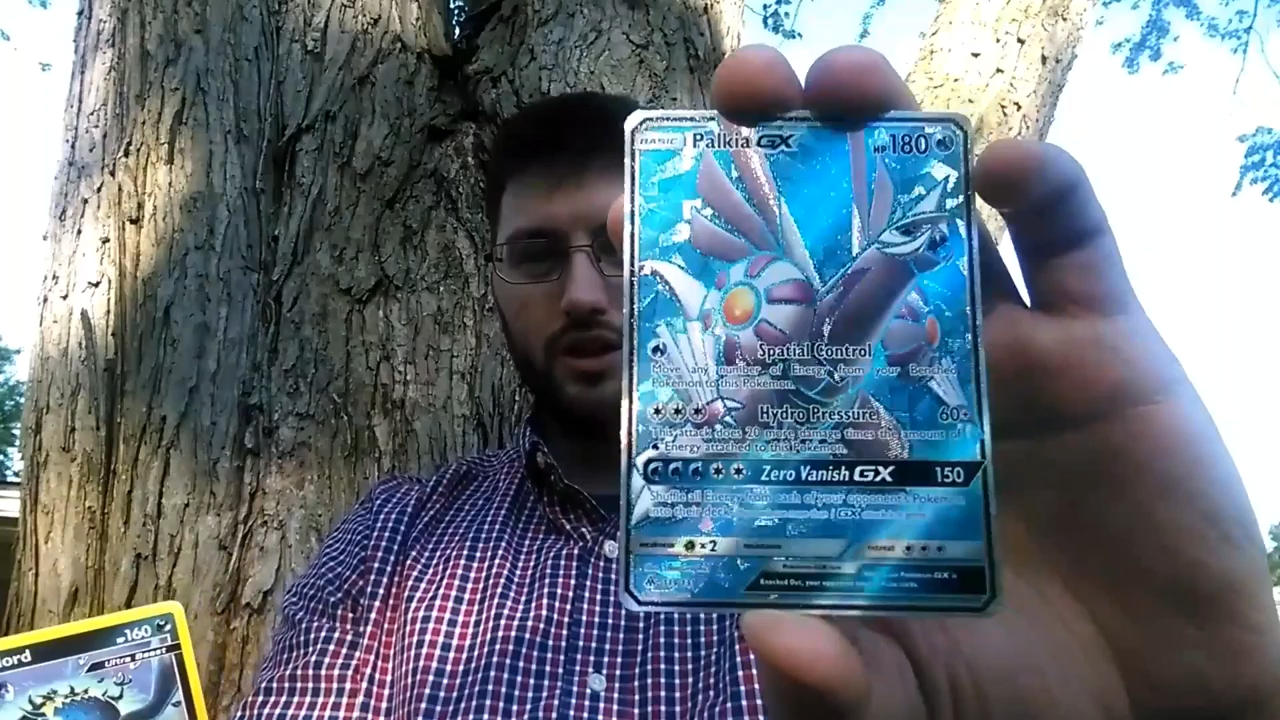 BASIC Palkia GX HP 180
Spatial Control
Move any number of Energy from your Benched
Pokémon to this Pokémon.
Hydro Pressure 60+
This attack does 20 more damage times the amount of
Energy attached to this Pokémon.
Zero Vanish GX 150
Shuffle all Energy from each of your opponent's Pokémon
into their deck. GX
weakness ×2 resistance retreat
Knocked Out, your opponent
lord HP 160
Ultra Beast